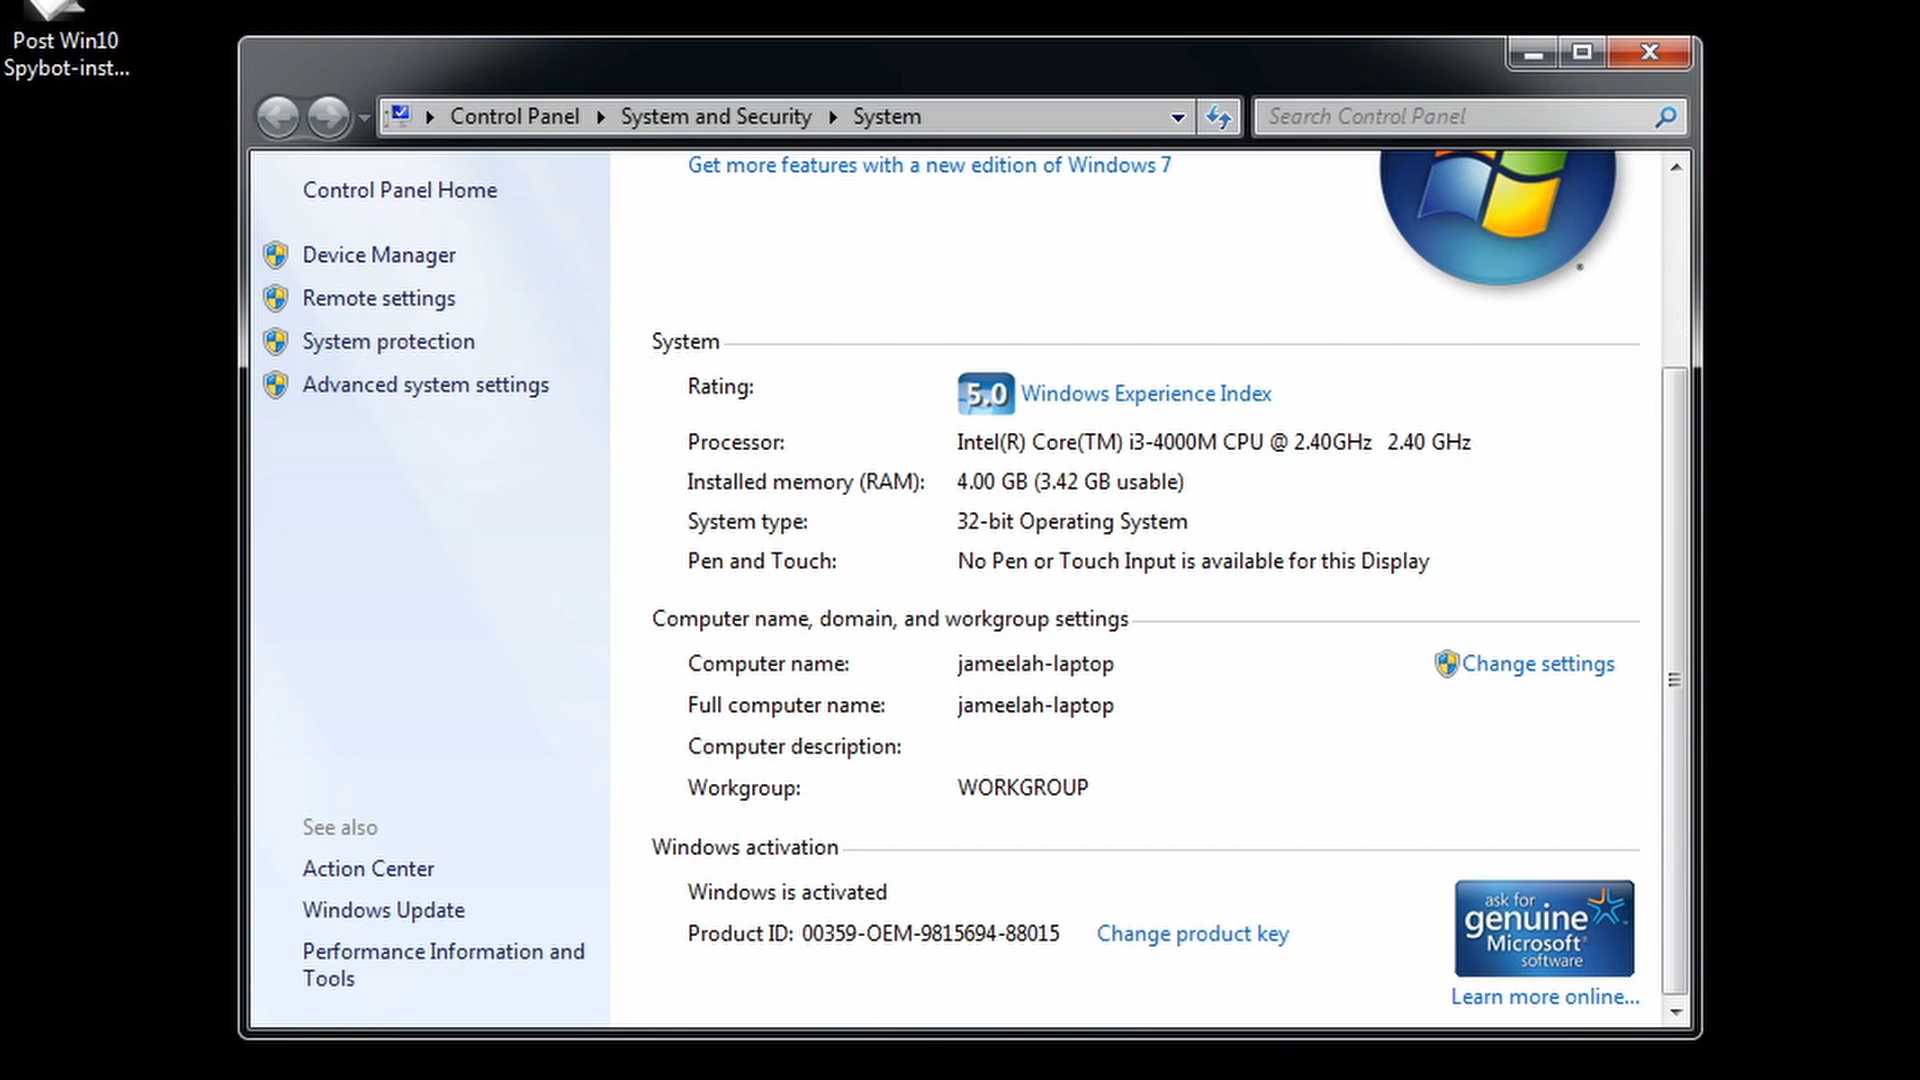 Post Win10
Spybot-inst...
Control Panel
System and Security
System
Search Control Panel
Control Panel Home
Device Manager
Remote settings
System protection
Advanced system settings
See also
Action Center
Windows Update
Performance Information and
Tools
Get more features with a new edition of Windows 7
System
Rating: 5.0 Windows Experience Index
Processor: Intel(R) Core(TM) i3-4000M CPU @ 2.40GHz 2.40 GHz
Installed memory (RAM): 4.00 GB (3.42 GB usable)
System type: 32-bit Operating System
Pen and Touch: No Pen or Touch Input is available for this Display
Computer name, domain, and workgroup settings
Computer name: jameelah-laptop Change settings
Full computer name: jameelah-laptop
Computer description:
Workgroup: WORKGROUP
Windows activation
Windows is activated
Product ID: 00359-OEM-9815694-88015 Change product key
ask for
genuine
Microsoft
software
Learn more online...